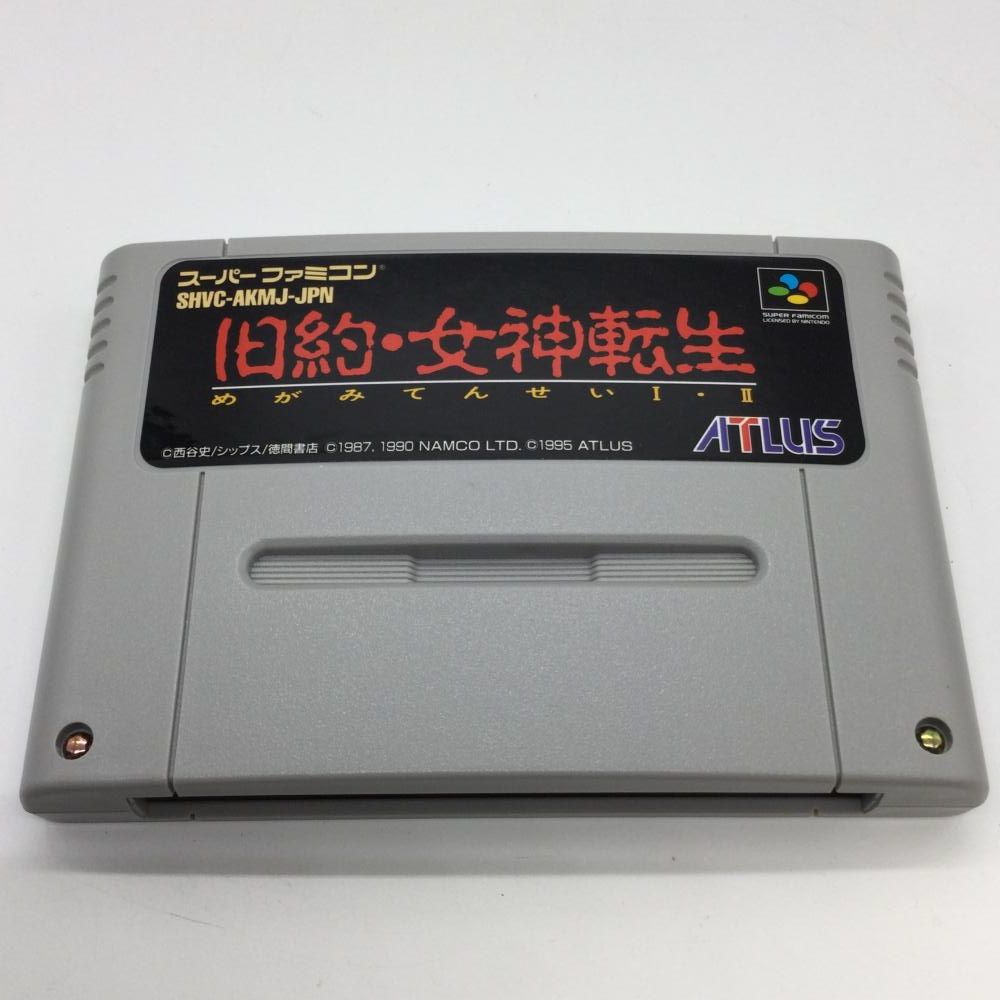 スーパーファミコン®
SHVC-AKMJ-JPN
SUPER FAMICOM
LICENSED BY NINTENDO
旧約・女神転生
めがみてんせいⅠ・Ⅱ
©西谷史/シップス/徳間書店 ©1987, 1990 NAMCO LTD. ©1995 ATLUS
ATLUS